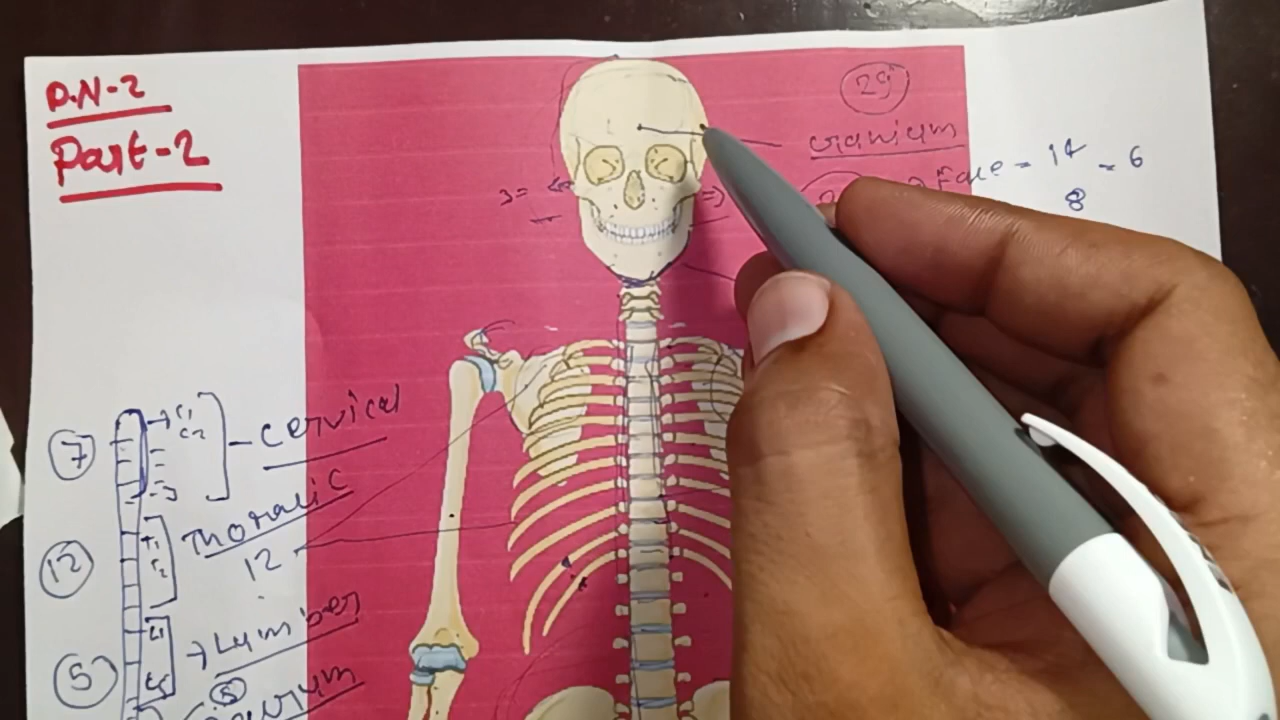 D.N-2
Part-2
29
cranium
Face = 14 = 6
8
3 =
7
C1
C2
Cervical
Thoralic
12
12
T1
T2
5
L1
L5
Lumber
5